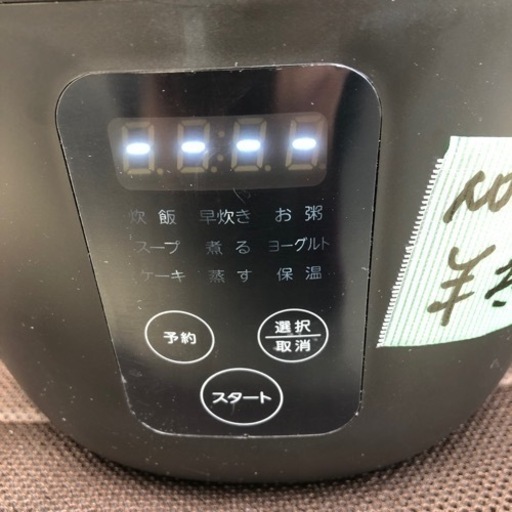 ----
炊飯 早炊き お粥
スープ 煮る ヨーグルト
ケーキ 蒸す 保温
予約
選択
取消
スタート